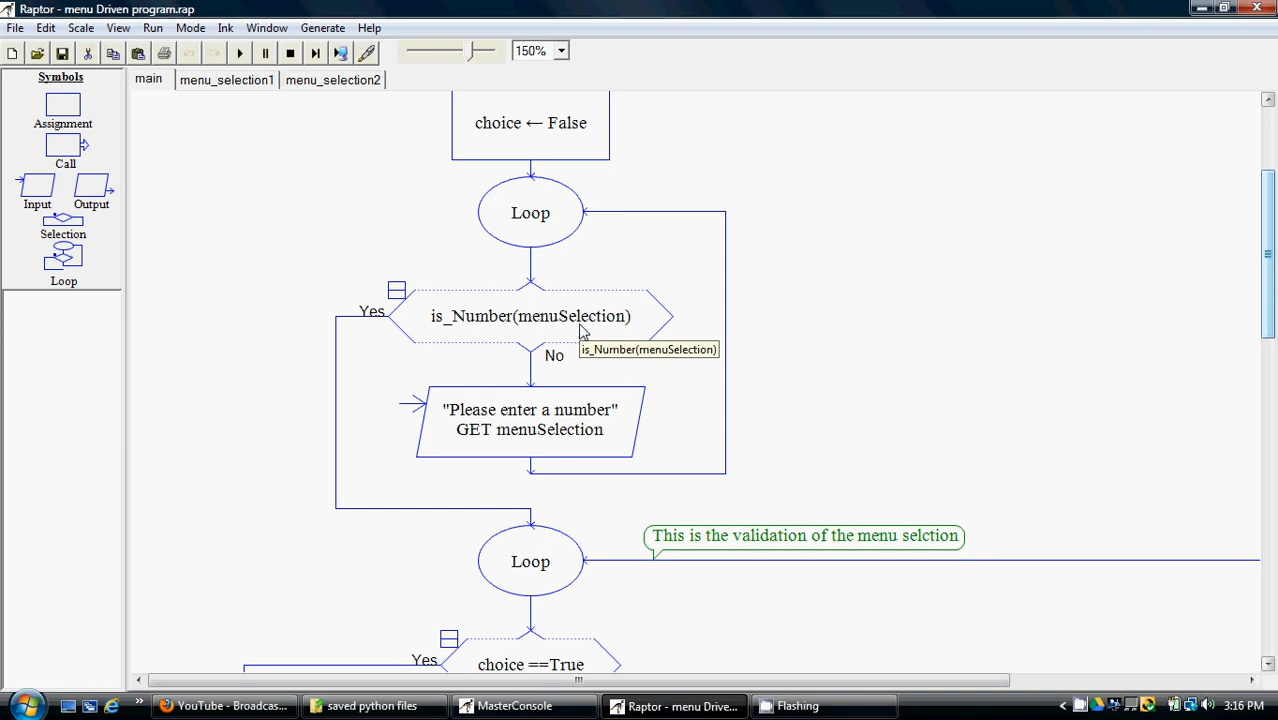 Raptor - menu Driven program.rap
File Edit Scale View Run Mode Ink Window Generate Help
150%
Symbols
main menu_selection1 menu_selection2
Assignment
Call
Input Output
Selection
Loop
choice ← False
Loop
Yes
is_Number(menuSelection)
is_Number(menuSelection)
No
"Please enter a number"
GET menuSelection
This is the validation of the menu selction
Loop
Yes
choice ==True
YouTube - Broadcas... saved python files MasterConsole Raptor - menu Drive... Flashing 3:16 PM